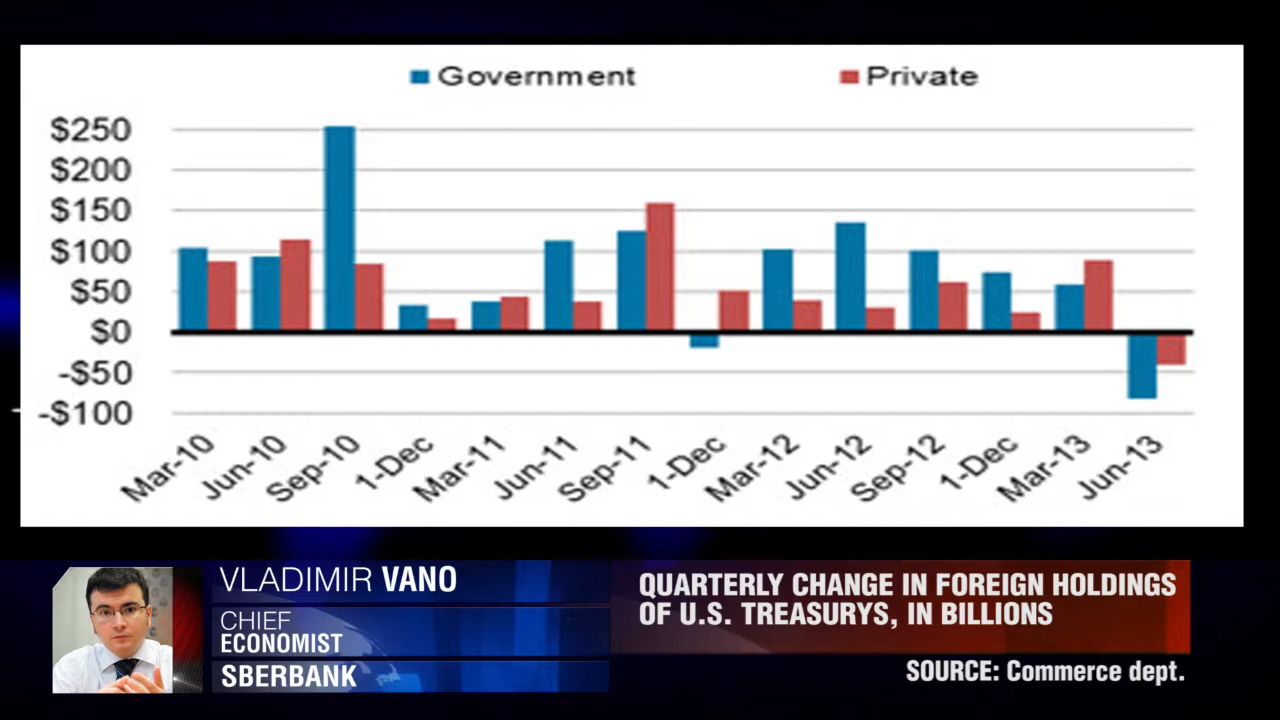 Government Private
$250
$200
$150
$100
$50
$0
-$50
-$100
Mar-10 Jun-10 Sep-10 1-Dec Mar-11 Jun-11 Sep-11 1-Dec Mar-12 Jun-12 Sep-12 1-Dec Mar-13 Jun-13
VLADIMIR VANO
CHIEF
ECONOMIST
SBERBANK
QUARTERLY CHANGE IN FOREIGN HOLDINGS
OF U.S. TREASURYS, IN BILLIONS
SOURCE: Commerce dept.